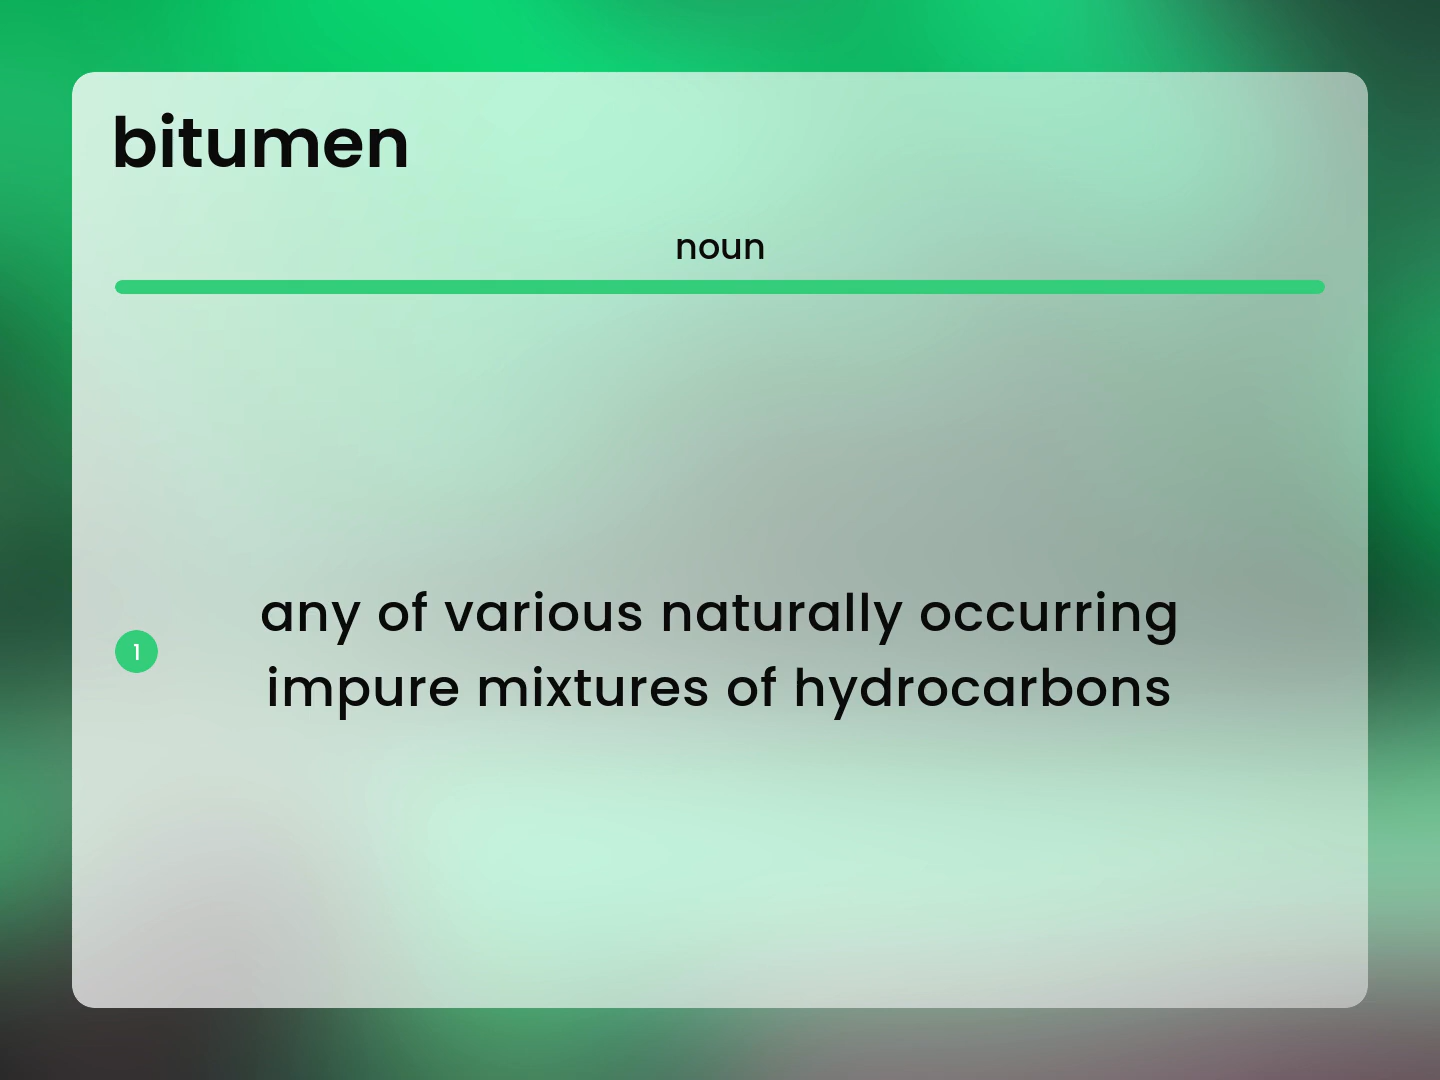 bitumen
noun
1
any of various naturally occurring
impure mixtures of hydrocarbons